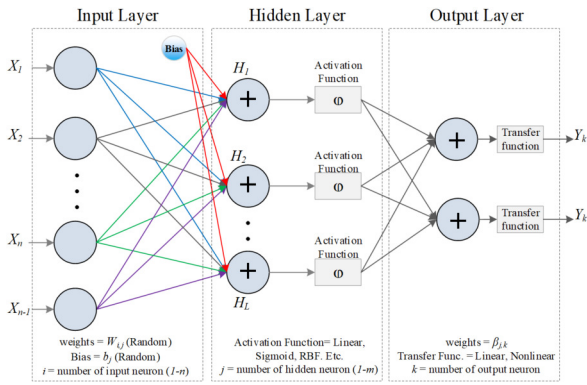 Input Layer
Hidden Layer
Output Layer
Bias
X1
X2
Xn
Xn-1
H1
H2
HL
+
+
+
Activation
Function
φ
Activation
Function
φ
Activation
Function
φ
+
+
Transfer
function
Yk
Transfer
function
Yk
weights = Wi,j (Random)
Bias = bj (Random)
i = number of input neuron (1-n)
Activation Function= Linear,
Sigmoid, RBF. Etc.
j = number of hidden neuron (1-m)
weights = βj,k
Transfer Func. = Linear, Nonlinear
k = number of output neuron